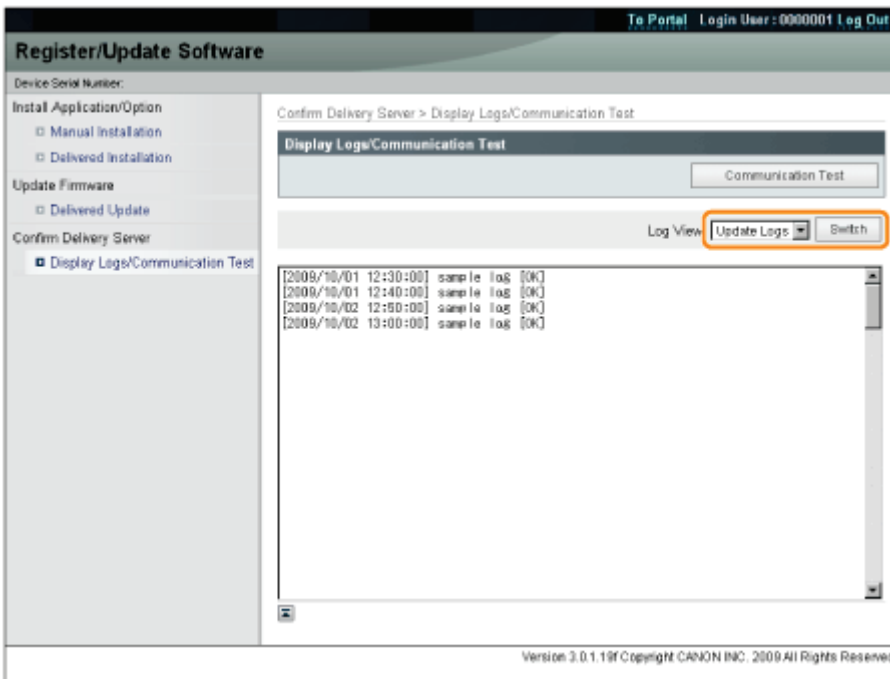 To Portal Login User : 0000001 Log Out
Register/Update Software
Device Serial Number:
Install Application/Option
Manual Installation
Delivered Installation
Update Firmware
Delivered Update
Confirm Delivery Server
Display Logs/Communication Test
Confirm Delivery Server > Display Logs/Communication Test
Display Logs/Communication Test
Communication Test
Log View Update Logs Switch
[2009/10/01 12:30:00] sample log [OK]
[2009/10/01 12:40:00] sample log [OK]
[2009/10/02 12:50:00] sample log [OK]
[2009/10/02 13:00:00] sample log [OK]
Version 3.0.1.19f Copyright CANON INC. 2009 All Rights Reserved